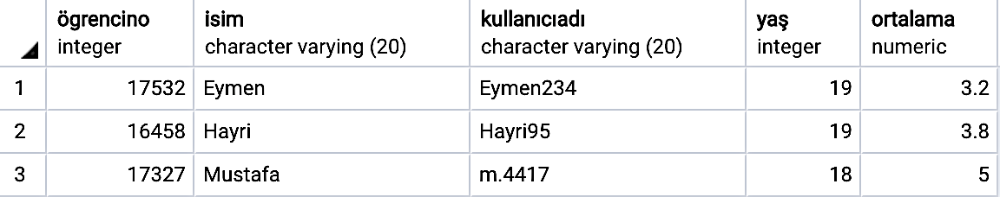 ögrencino isim kullanıcıadı yaş ortalama
integer character varying (20) character varying (20) integer numeric
1 17532 Eymen Eymen234 19 3.2
2 16458 Hayri Hayri95 19 3.8
3 17327 Mustafa m.4417 18 5